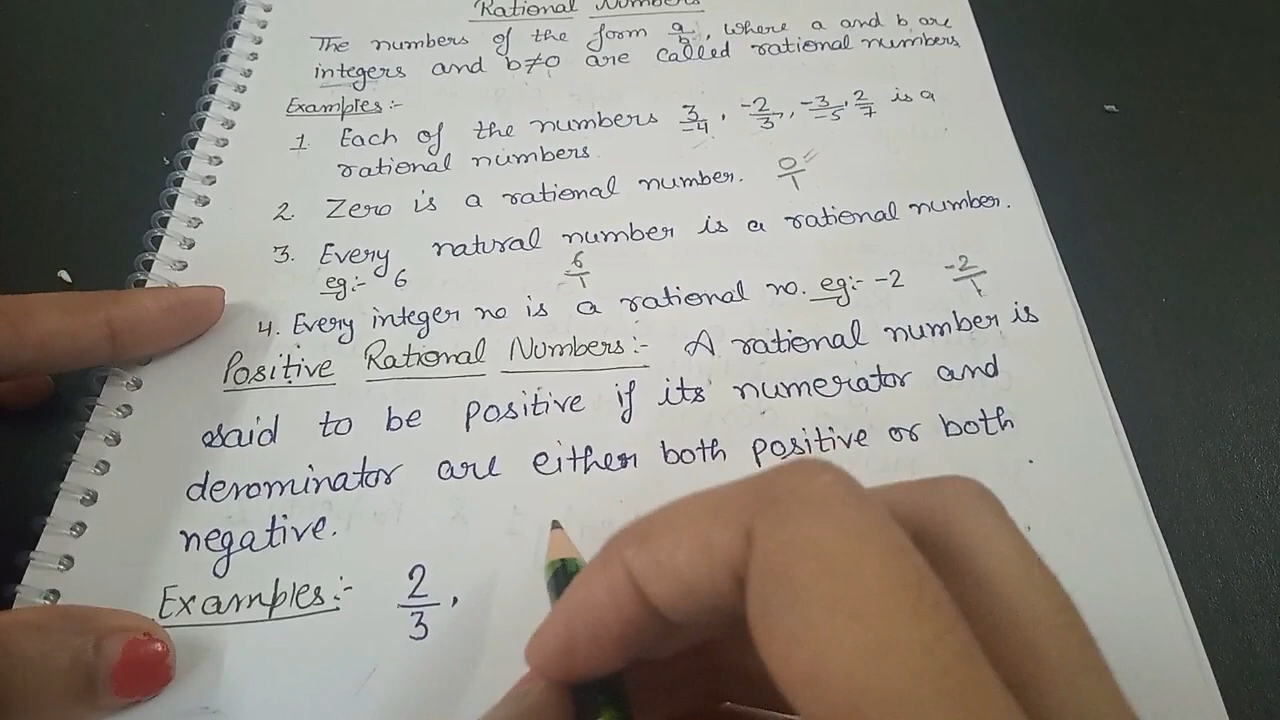 Rational Numbers
The numbers of the form a/b, where a and b are
integers and b≠0 are called rational numbers
Examples:-
1. Each of the numbers 3/-4, -2/3, -3/-5, 2/7 is a
rational numbers.
2. Zero is a rational number. 0/1
3. Every natural number is a rational number.
eg:- 6 6/1
4. Every integer no is a rational no. eg:- -2 -2/1
Positive Rational Numbers:- A rational number is
said to be positive if its numerator and
denominator are either both positive or both
negative.
Examples:- 2/3,